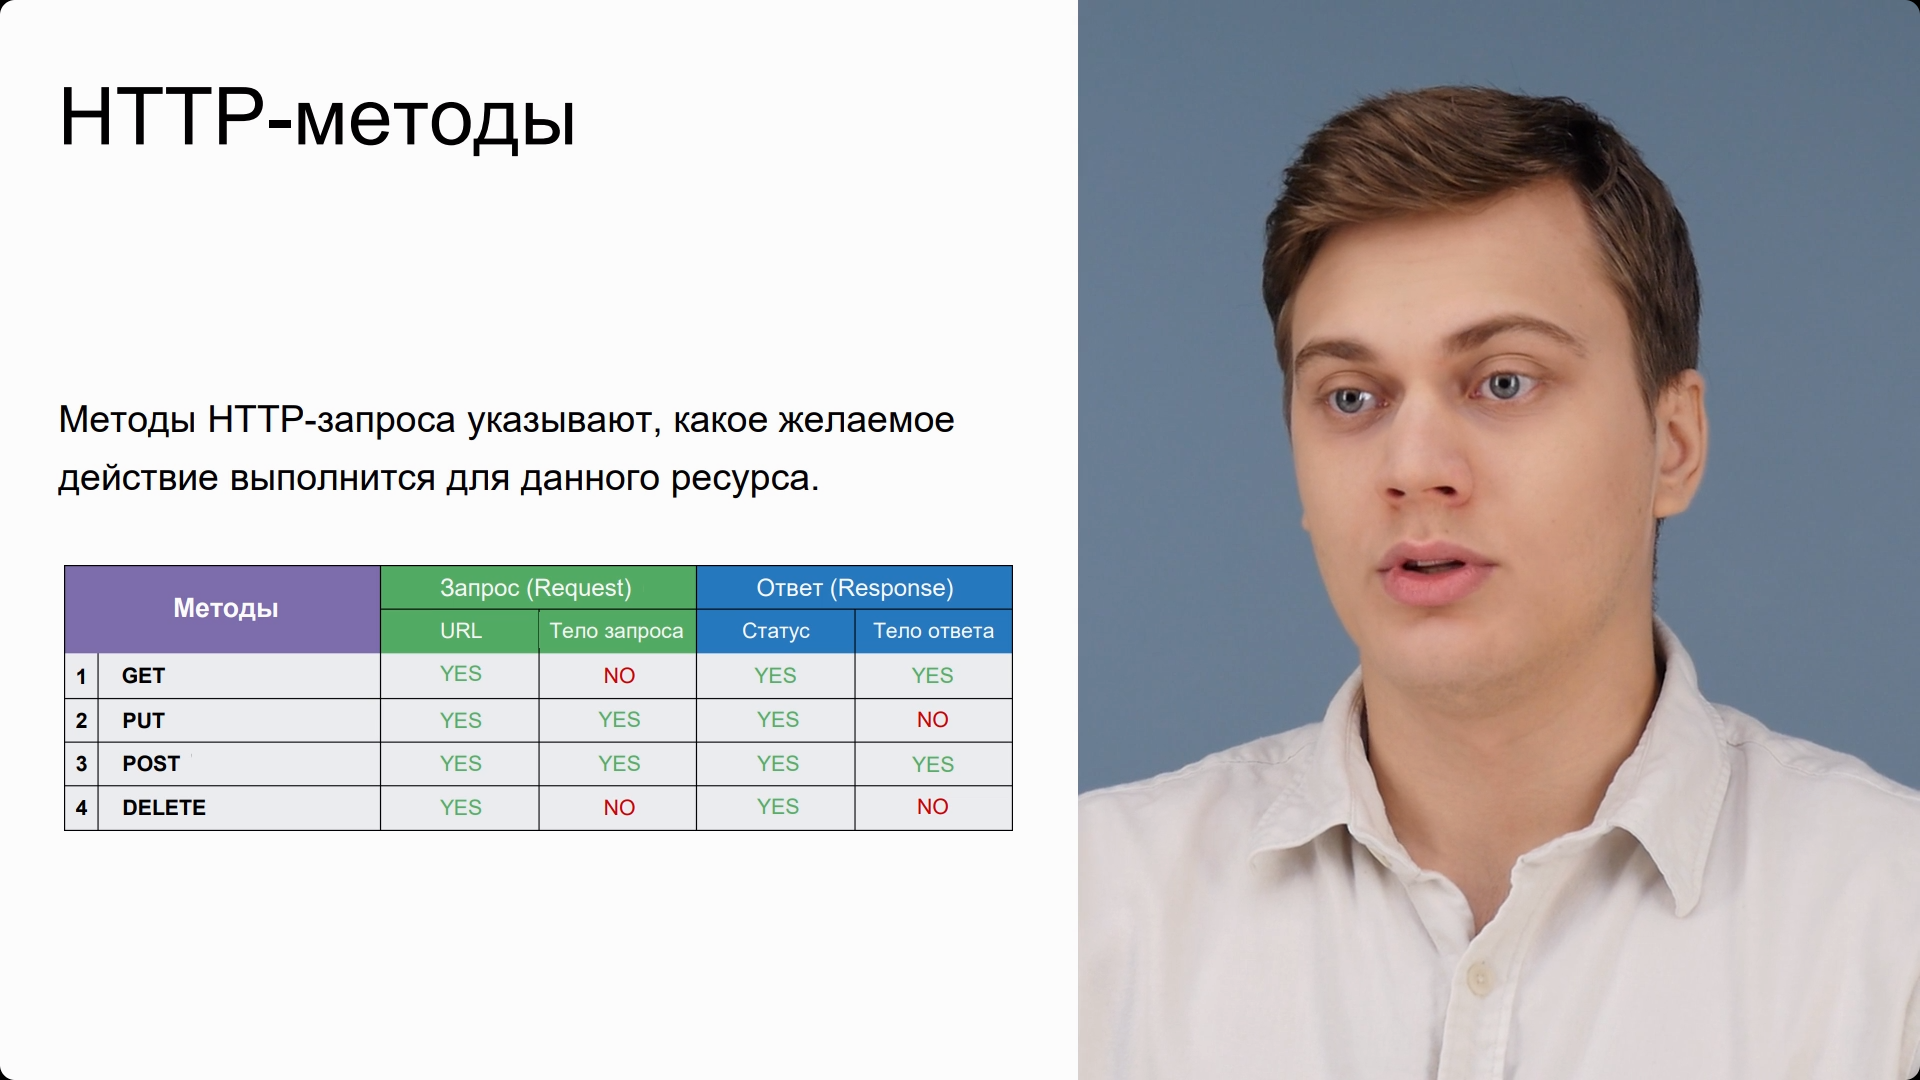 HTTP-методы
Методы HTTP-запроса указывают, какое желаемое
действие выполнится для данного ресурса.
Методы Запрос (Request) Ответ (Response)
URL Тело запроса Статус Тело ответа
1 GET YES NO YES YES
2 PUT YES YES YES NO
3 POST YES YES YES YES
4 DELETE YES NO YES NO